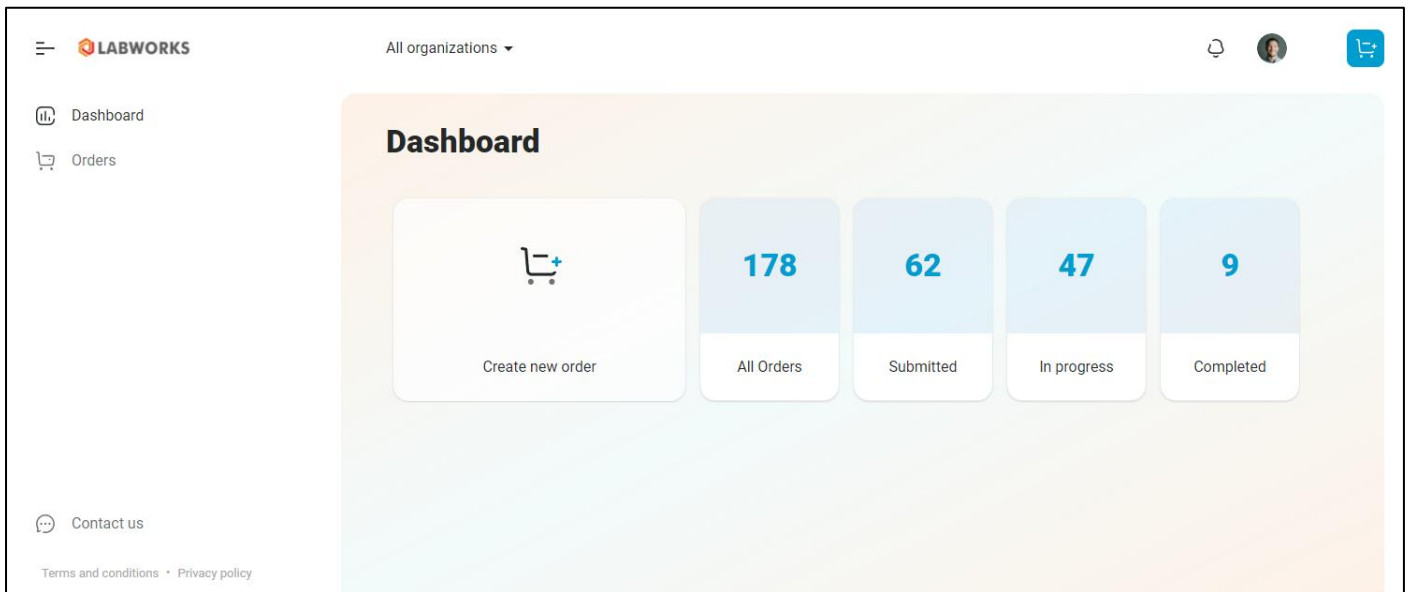 LABWORKS
All organizations
Dashboard
Orders
Dashboard
178
62
47
9
Create new order
All Orders
Submitted
In progress
Completed
Contact us
Terms and conditions • Privacy policy